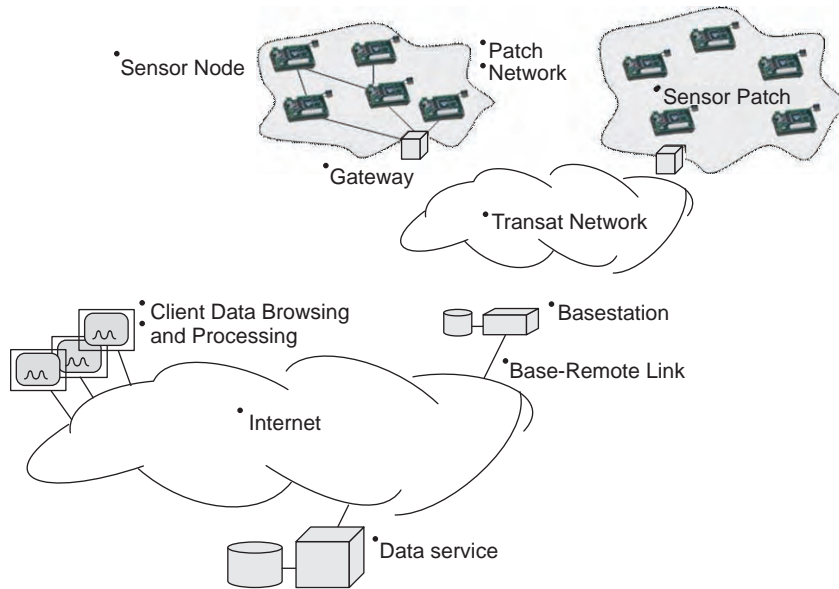 • Sensor Node
• Patch
• Network
• Sensor Patch
• Gateway
• Transat Network
• Client Data Browsing
• and Processing
• Basestation
• Base-Remote Link
• Internet
• Data service